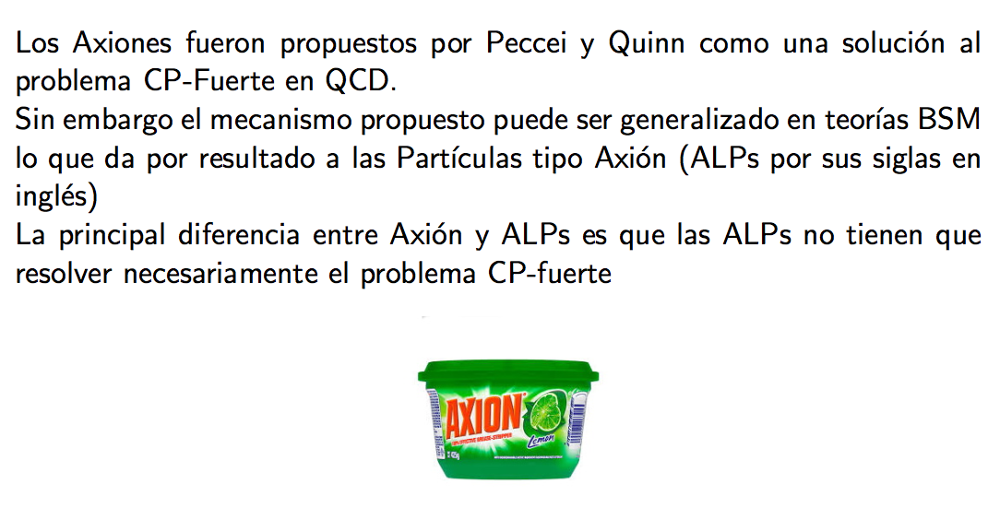 Los Axiones fueron propuestos por Peccei y Quinn como una solución al
problema CP-Fuerte en QCD.
Sin embargo el mecanismo propuesto puede ser generalizado en teorías BSM
lo que da por resultado a las Partículas tipo Axión (ALPs por sus siglas en
inglés)
La principal diferencia entre Axión y ALPs es que las ALPs no tienen que
resolver necesariamente el problema CP-fuerte
AXION
Lemon